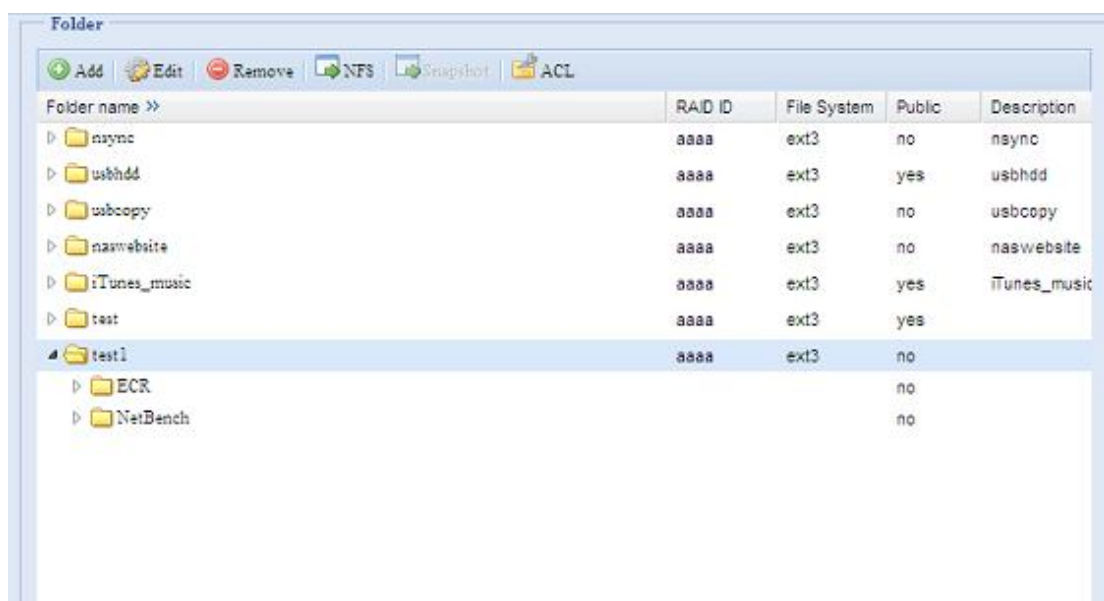 Folder
Add Edit Remove NFS Snapshot ACL
Folder name » RAID ID File System Public Description
nsync aaaa ext3 no nsync
usbhdd aaaa ext3 yes usbhdd
usbcopy aaaa ext3 no usbcopy
naswebsite aaaa ext3 no naswebsite
iTunes_music aaaa ext3 yes iTunes_music
test aaaa ext3 yes
test1 aaaa ext3 no
ECR no
NetBench no